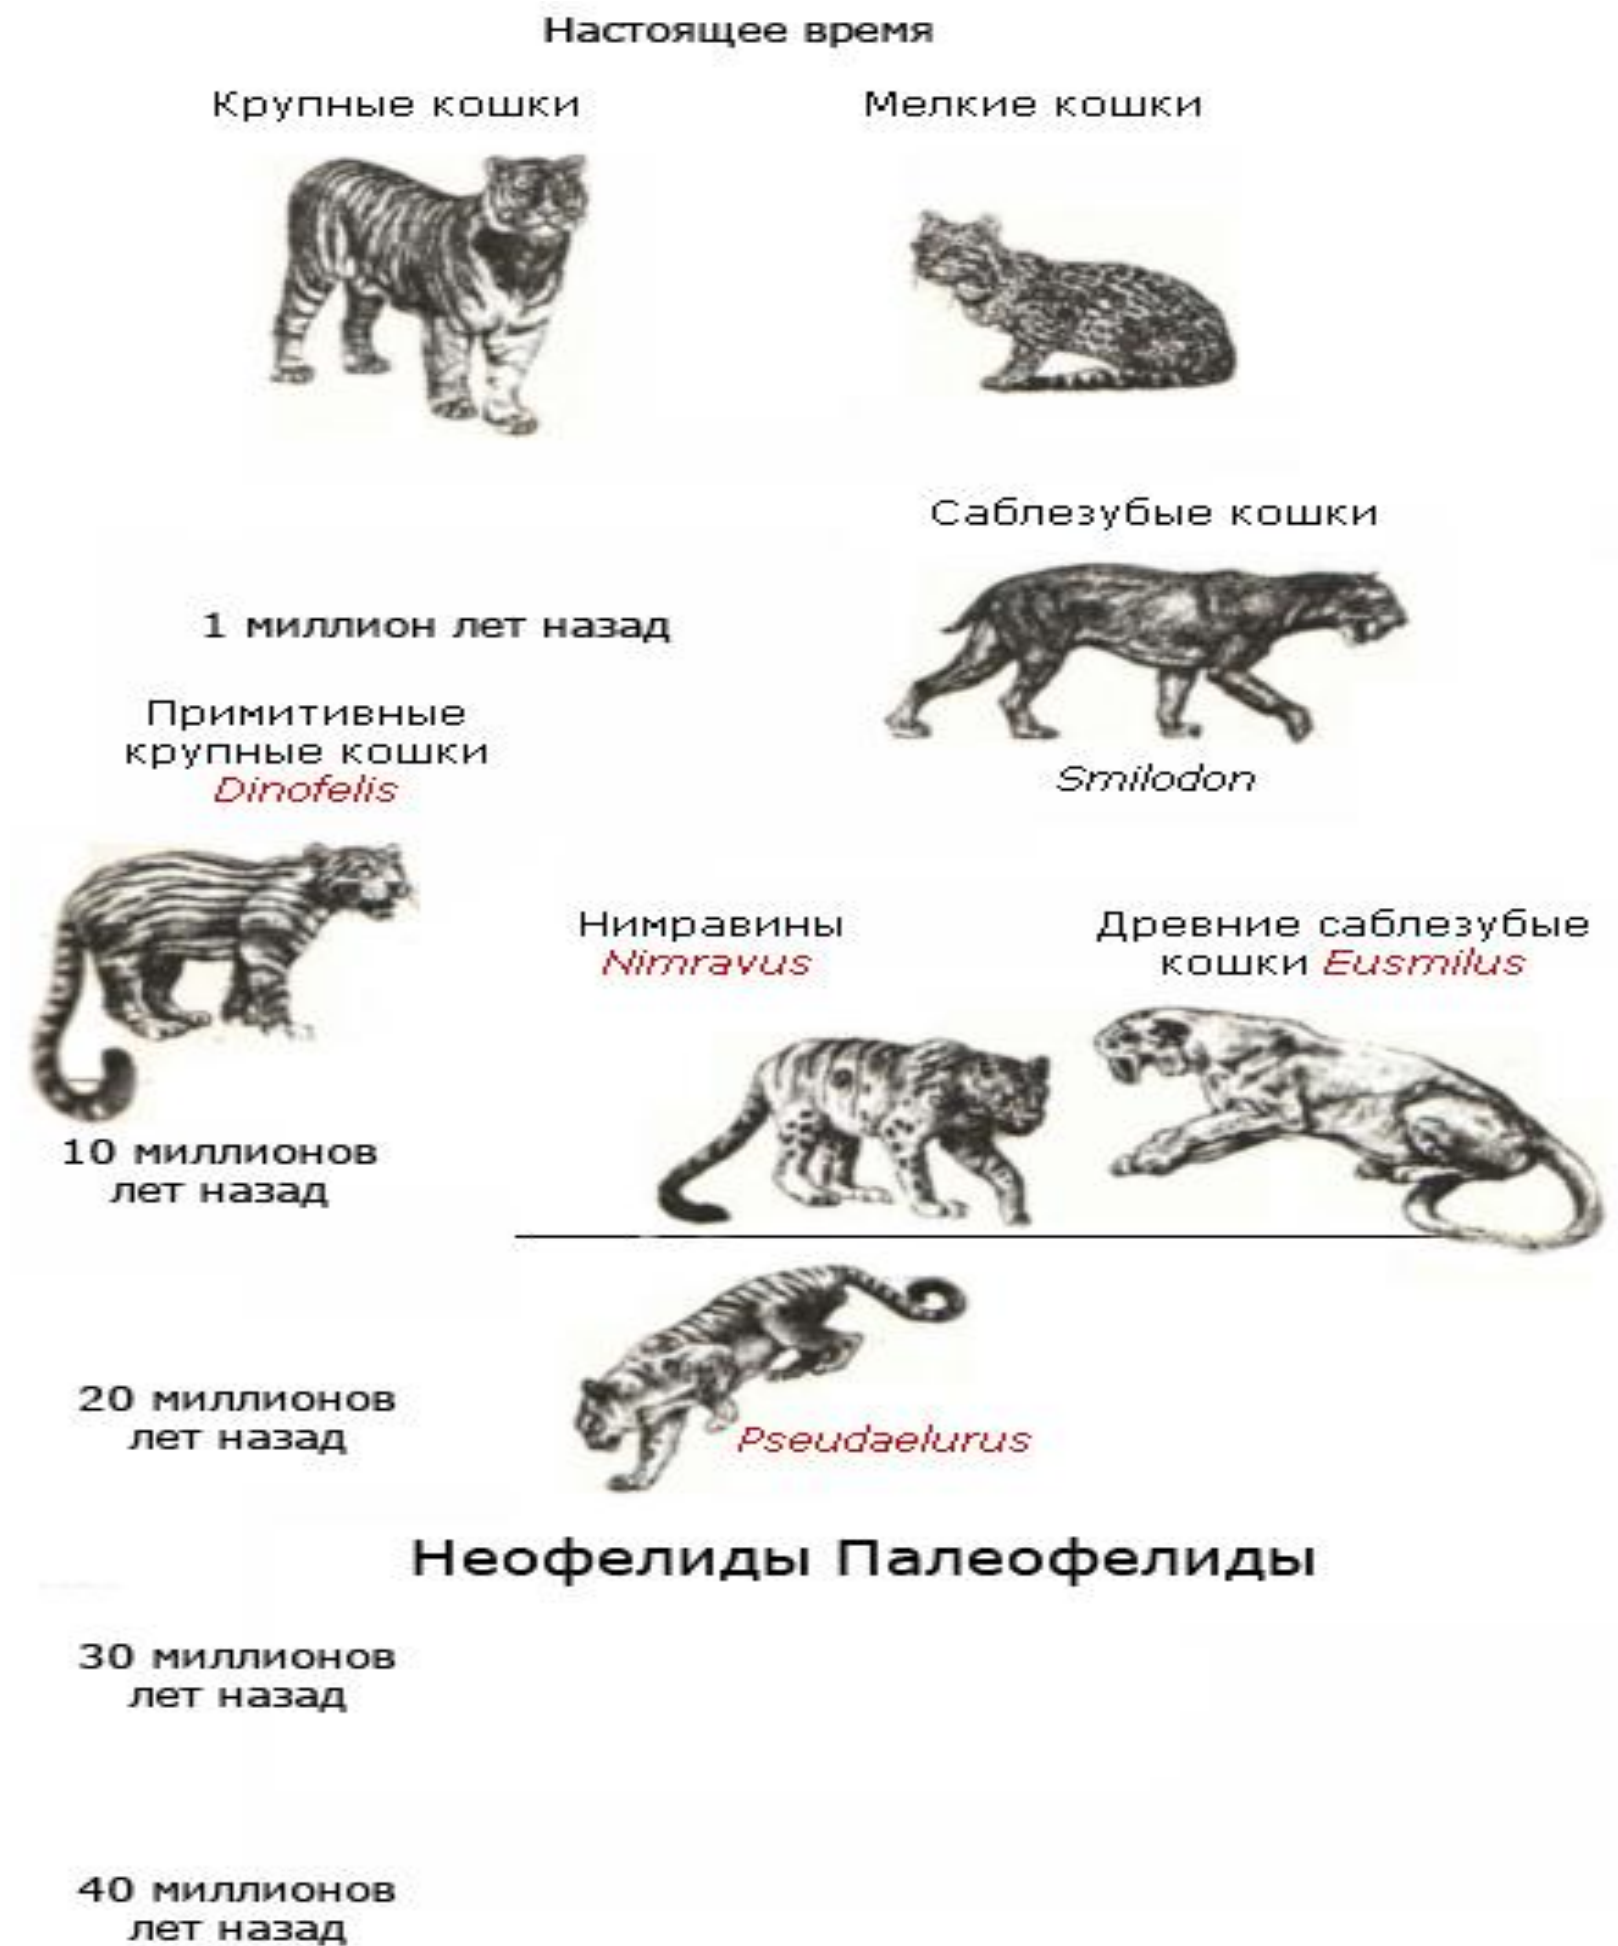 Настоящее время
Крупные кошки
Мелкие кошки
Саблезубые кошки
1 миллион лет назад
Примитивные
крупные кошки
Dinofelis
Smilodon
Нимравины
Nimravus
Древние саблезубые
кошки Eusmilus
10 миллионов
лет назад
20 миллионов
лет назад
Pseudaelurus
Неофелиды Палеофелиды
30 миллионов
лет назад
40 миллионов
лет назад